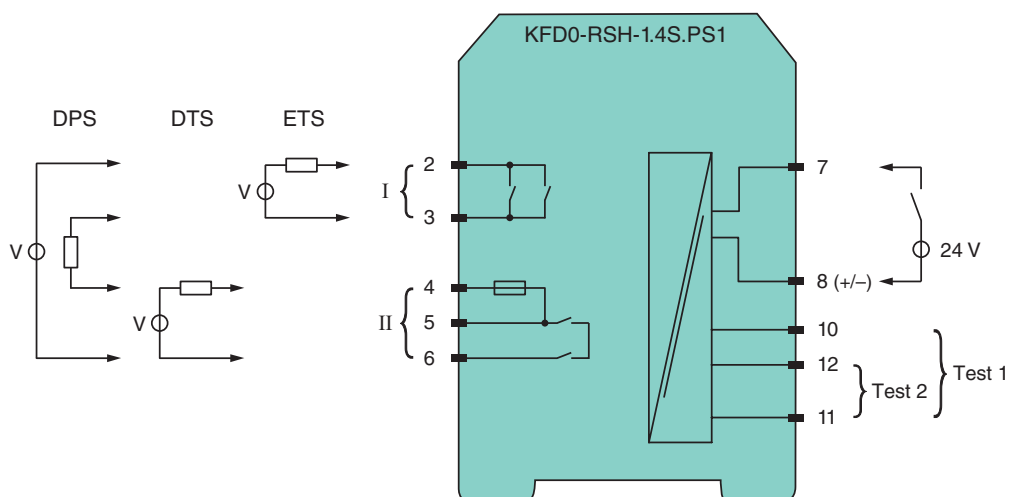 KFD0-RSH-1.4S.PS1
DPS
DTS
ETS
V
V
V
I
2
3
II
4
5
6
7
24 V
8 (+/–)
10
12
11
Test 2
Test 1